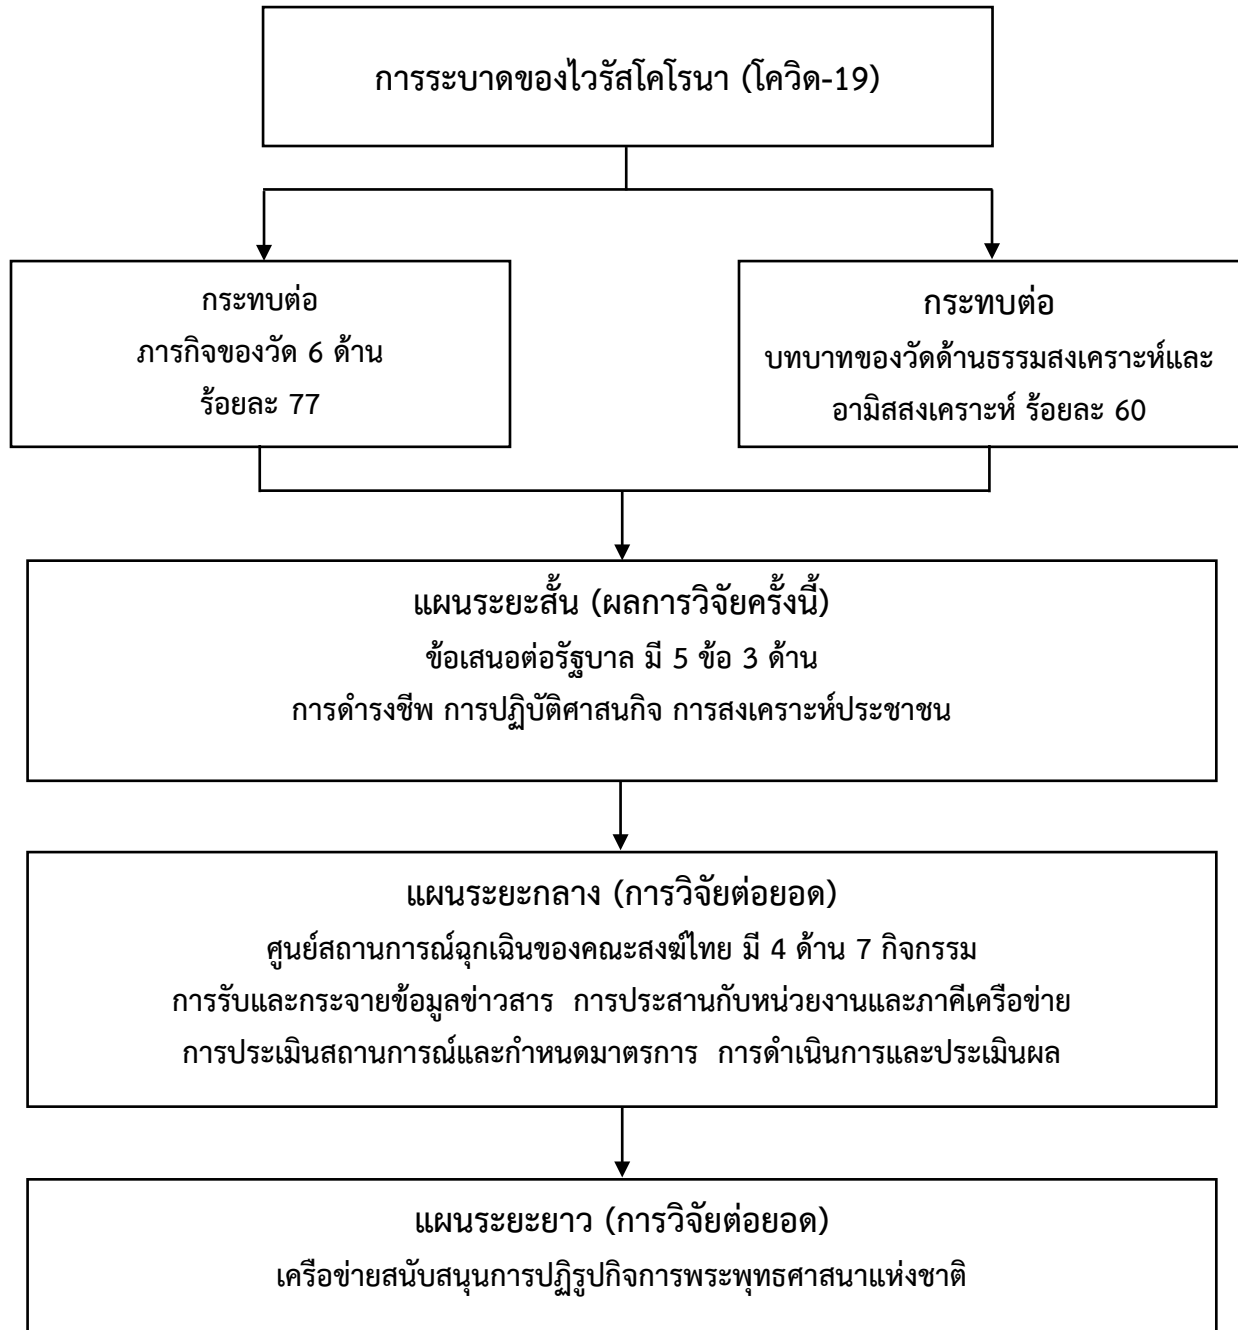 การระบาดของไวรัสโคโรนา (โควิด-19)
กระทบต่อ
ภารกิจของวัด 6 ด้าน
ร้อยละ 77
กระทบต่อ
บทบาทของวัดด้านธรรมสงเคราะห์และ
อามิสสงเคราะห์ ร้อยละ 60
แผนระยะสั้น (ผลการวิจัยครั้งนี้)
ข้อเสนอต่อรัฐบาล มี 5 ข้อ 3 ด้าน
การดำรงชีพ การปฏิบัติศาสนกิจ การสงเคราะห์ประชาชน
แผนระยะกลาง (การวิจัยต่อยอด)
ศูนย์สถานการณ์ฉุกเฉินของคณะสงฆ์ไทย มี 4 ด้าน 7 กิจกรรม
การรับและกระจายข้อมูลข่าวสาร การประสานกับหน่วยงานและภาคีเครือข่าย
การประเมินสถานการณ์และกำหนดมาตรการ การดำเนินการและประเมินผล
แผนระยะยาว (การวิจัยต่อยอด)
เครือข่ายสนับสนุนการปฏิรูปกิจการพระพุทธศาสนาแห่งชาติ